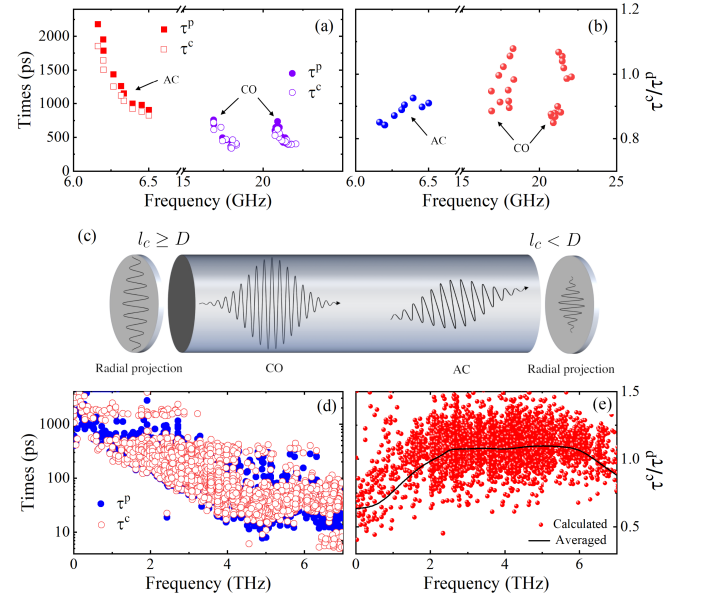 (a)
τᵖ
τᶜ
AC
CO
τᵖ
τᶜ
2000
1500
1000
500
0
Times (ps)
6.0
6.5
15
20
Frequency (GHz)
(b)
AC
CO
1.2
1.0
0.8
τᶜ/τᵖ
6.0
6.5
15
20
25
Frequency (GHz)
(c)
l_c ≥ D
l_c < D
Radial projection
CO
AC
Radial projection
(d)
τᵖ
τᶜ
1000
100
10
Times (ps)
0
2
4
6
Frequency (THz)
(e)
Calculated
Averaged
1.5
1.0
0.5
τᶜ/τᵖ
0
2
4
6
Frequency (THz)